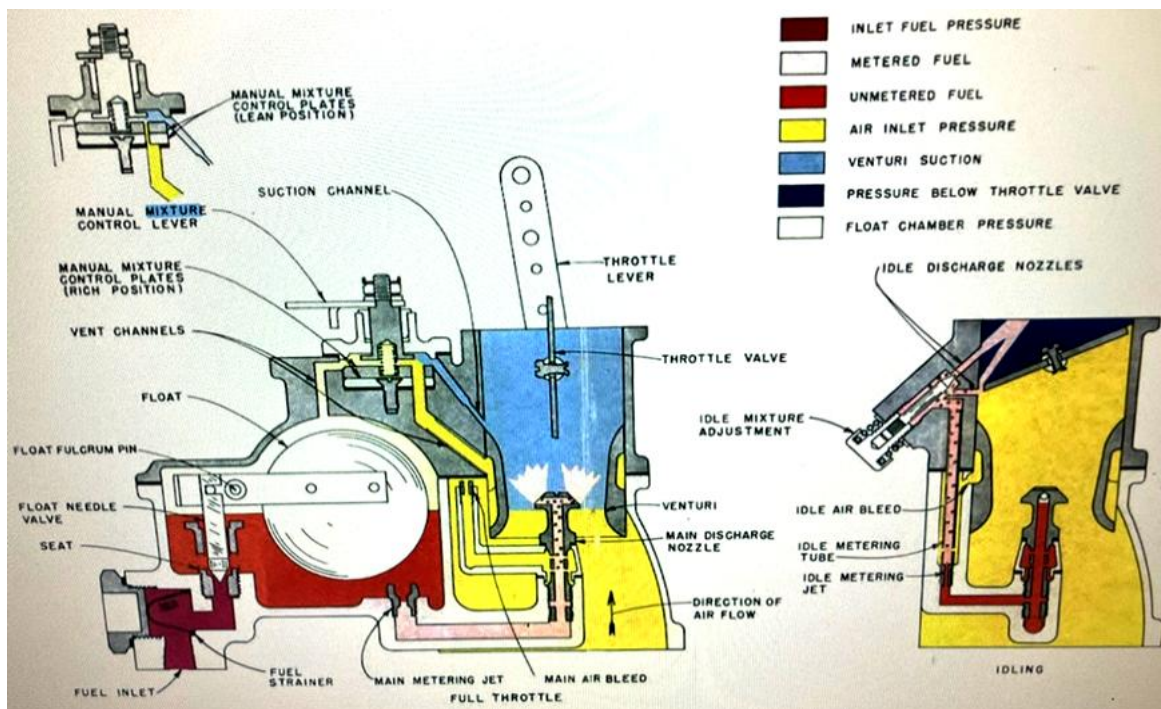 INLET FUEL PRESSURE
METERED FUEL
UNMETERED FUEL
AIR INLET PRESSURE
VENTURI SUCTION
PRESSURE BELOW THROTTLE VALVE
FLOAT CHAMBER PRESSURE
MANUAL MIXTURE
CONTROL PLATES
(LEAN POSITION)
SUCTION CHANNEL
MANUAL MIXTURE
CONTROL LEVER
MANUAL MIXTURE
CONTROL PLATES
(RICH POSITION)
VENT CHANNELS
FLOAT
FLOAT FULCRUM PIN
FLOAT NEEDLE
VALVE
SEAT
FUEL INLET
FUEL
STRAINER
MAIN METERING JET
MAIN AIR BLEED
FULL THROTTLE
THROTTLE
LEVER
THROTTLE VALVE
VENTURI
MAIN DISCHARGE
NOZZLE
DIRECTION OF
AIR FLOW
IDLE DISCHARGE NOZZLES
IDLE MIXTURE
ADJUSTMENT
IDLE AIR BLEED
IDLE METERING
TUBE
IDLE METERING
JET
IDLING